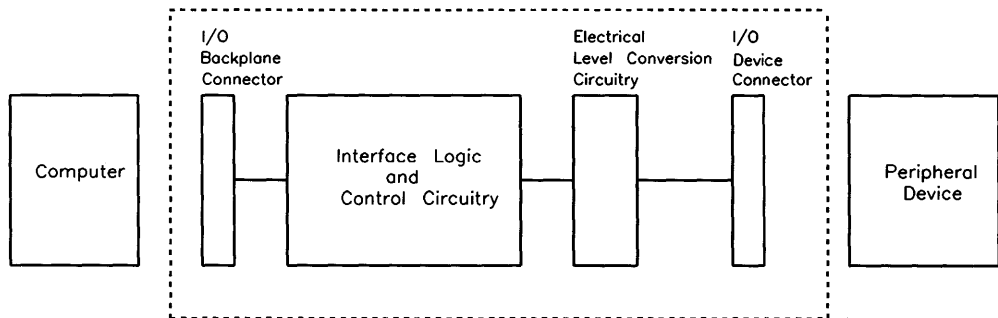 I/O
Backplane
Connector
Electrical
Level Conversion
Circuitry
I/O
Device
Connector
Computer
Interface Logic
and
Control Circuitry
Peripheral
Device